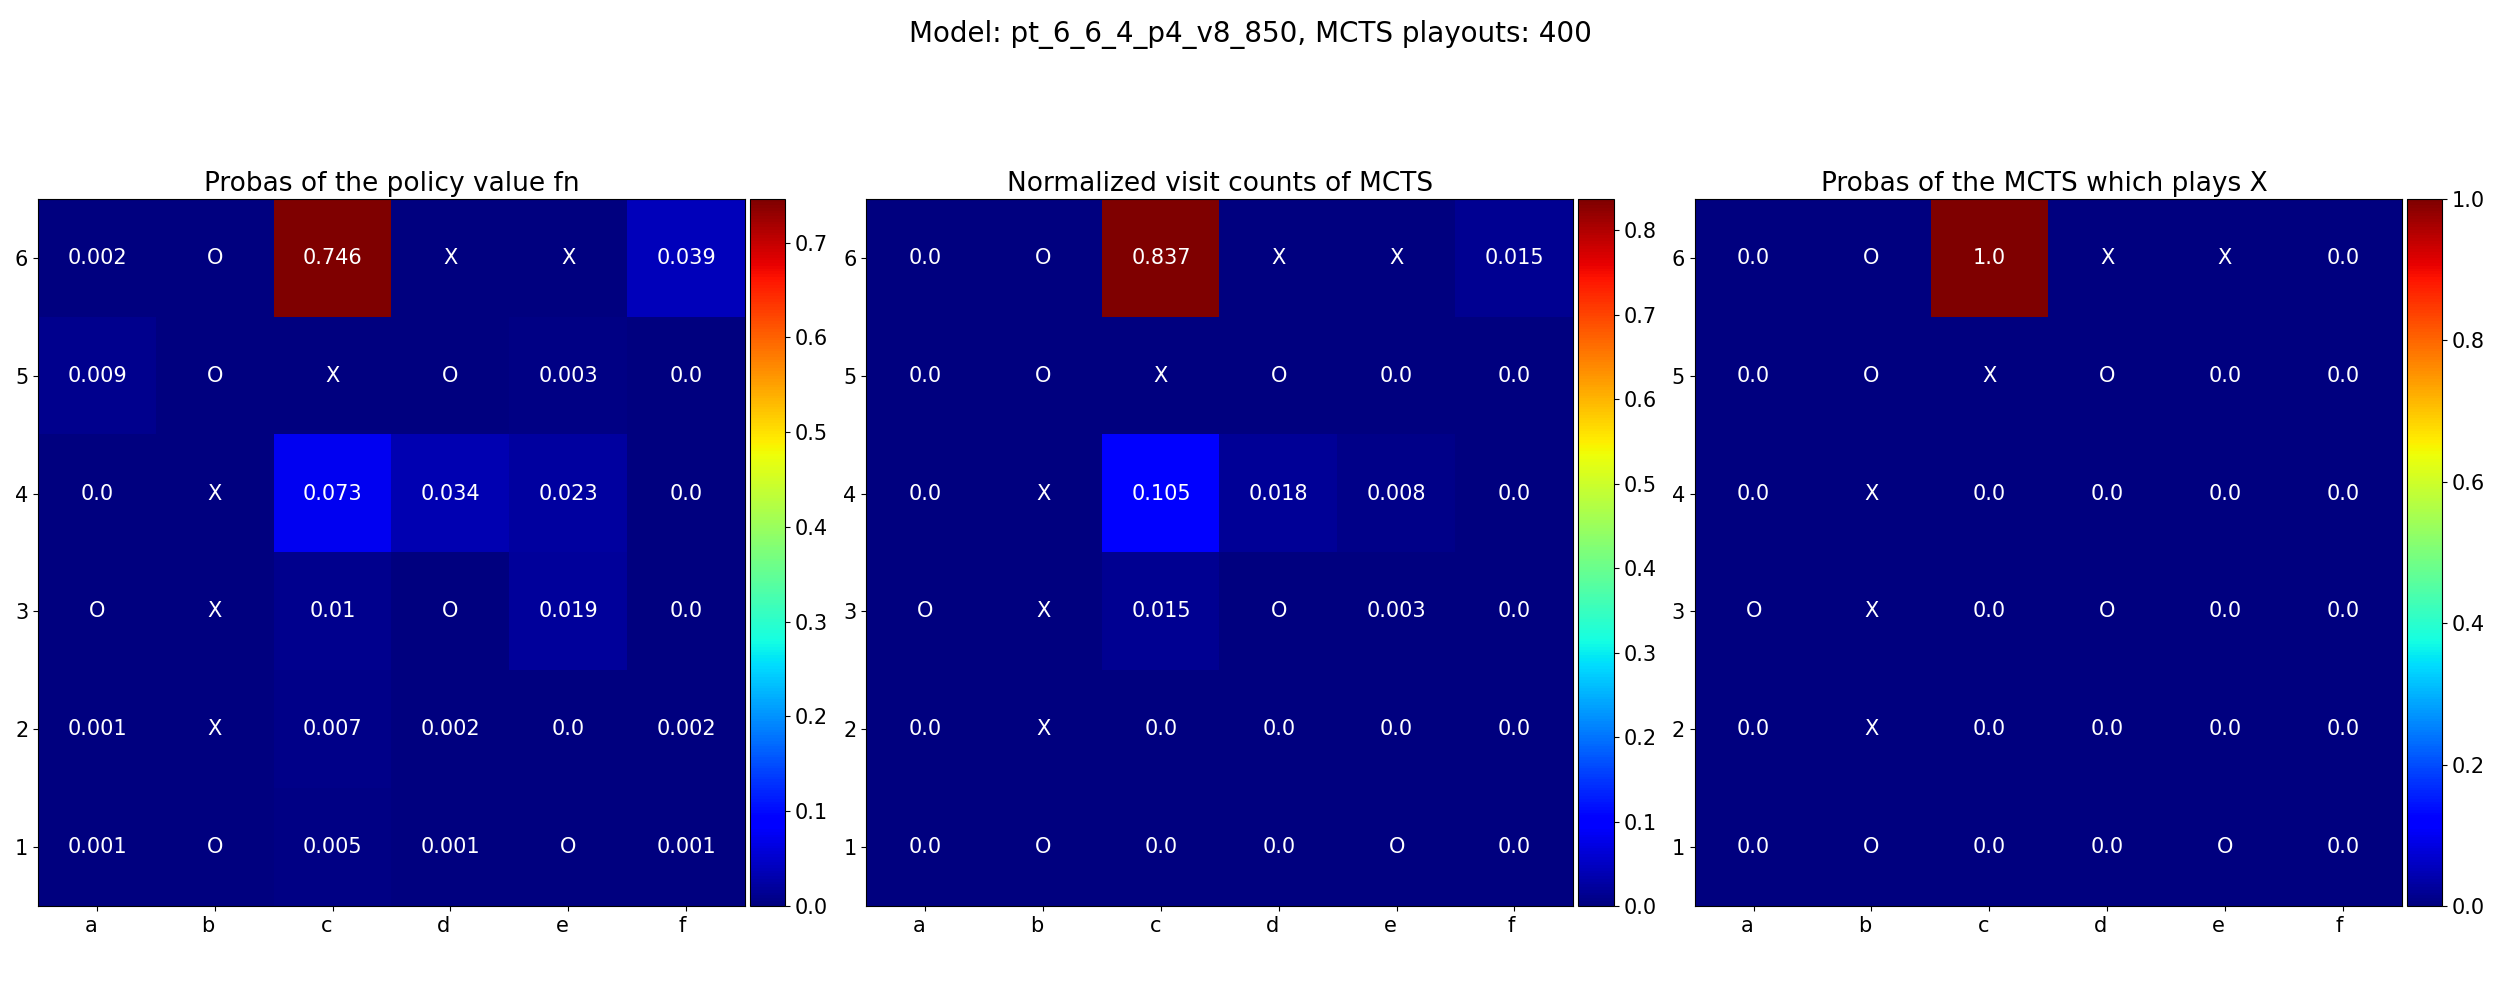 Model: pt_6_6_4_p4_v8_850, MCTS playouts: 400
Probas of the policy value fn
6 0.002 O 0.746 X X 0.039
5 0.009 O X O 0.003 0.0
4 0.0 X 0.073 0.034 0.023 0.0
3 O X 0.01 O 0.019 0.0
2 0.001 X 0.007 0.002 0.0 0.002
1 0.001 O 0.005 0.001 O 0.001
a b c d e f
0.7
0.6
0.5
0.4
0.3
0.2
0.1
0.0
Normalized visit counts of MCTS
6 0.0 O 0.837 X X 0.015
5 0.0 O X O 0.0 0.0
4 0.0 X 0.105 0.018 0.008 0.0
3 O X 0.015 O 0.003 0.0
2 0.0 X 0.0 0.0 0.0 0.0
1 0.0 O 0.0 0.0 O 0.0
a b c d e f
0.8
0.7
0.6
0.5
0.4
0.3
0.2
0.1
0.0
Probas of the MCTS which plays X
6 0.0 O 1.0 X X 0.0
5 0.0 O X O 0.0 0.0
4 0.0 X 0.0 0.0 0.0 0.0
3 O X 0.0 O 0.0 0.0
2 0.0 X 0.0 0.0 0.0 0.0
1 0.0 O 0.0 0.0 O 0.0
a b c d e f
1.0
0.8
0.6
0.4
0.2
0.0